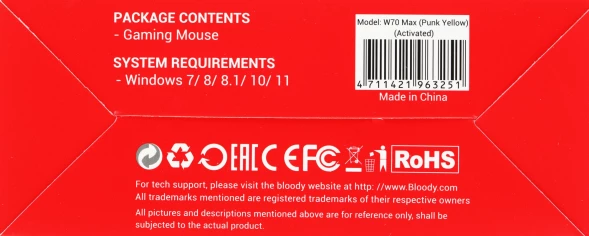 PACKAGE CONTENTS
- Gaming Mouse
SYSTEM REQUIREMENTS
- Windows 7/ 8/ 8.1/ 10/ 11
Model: W70 Max (Punk Yellow)
(Activated)
4 711421 963251
Made in China
EAC CE FC RoHS
For tech support, please visit the bloody website at http: //www.Bloody.com
All trademarks mentioned are registered trademarks of their respective owners
All pictures and descriptions mentioned above are for reference only, shall be
subjected to the actual product.